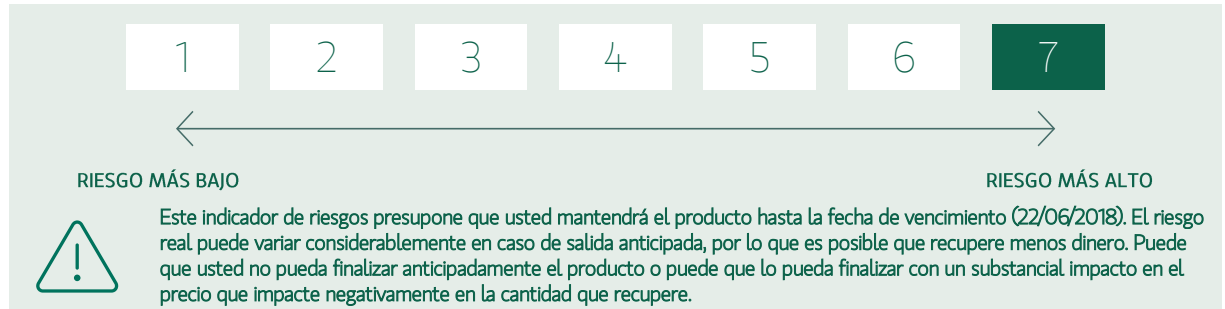 1 2 3 4 5 6 7
RIESGO MÁS BAJO RIESGO MÁS ALTO
Este indicador de riesgos presupone que usted mantendrá el producto hasta la fecha de vencimiento (22/06/2018). El riesgo
real puede variar considerablemente en caso de salida anticipada, por lo que es posible que recupere menos dinero. Puede
que usted no pueda finalizar anticipadamente el producto o puede que lo pueda finalizar con un substancial impacto en el
precio que impacte negativamente en la cantidad que recupere.